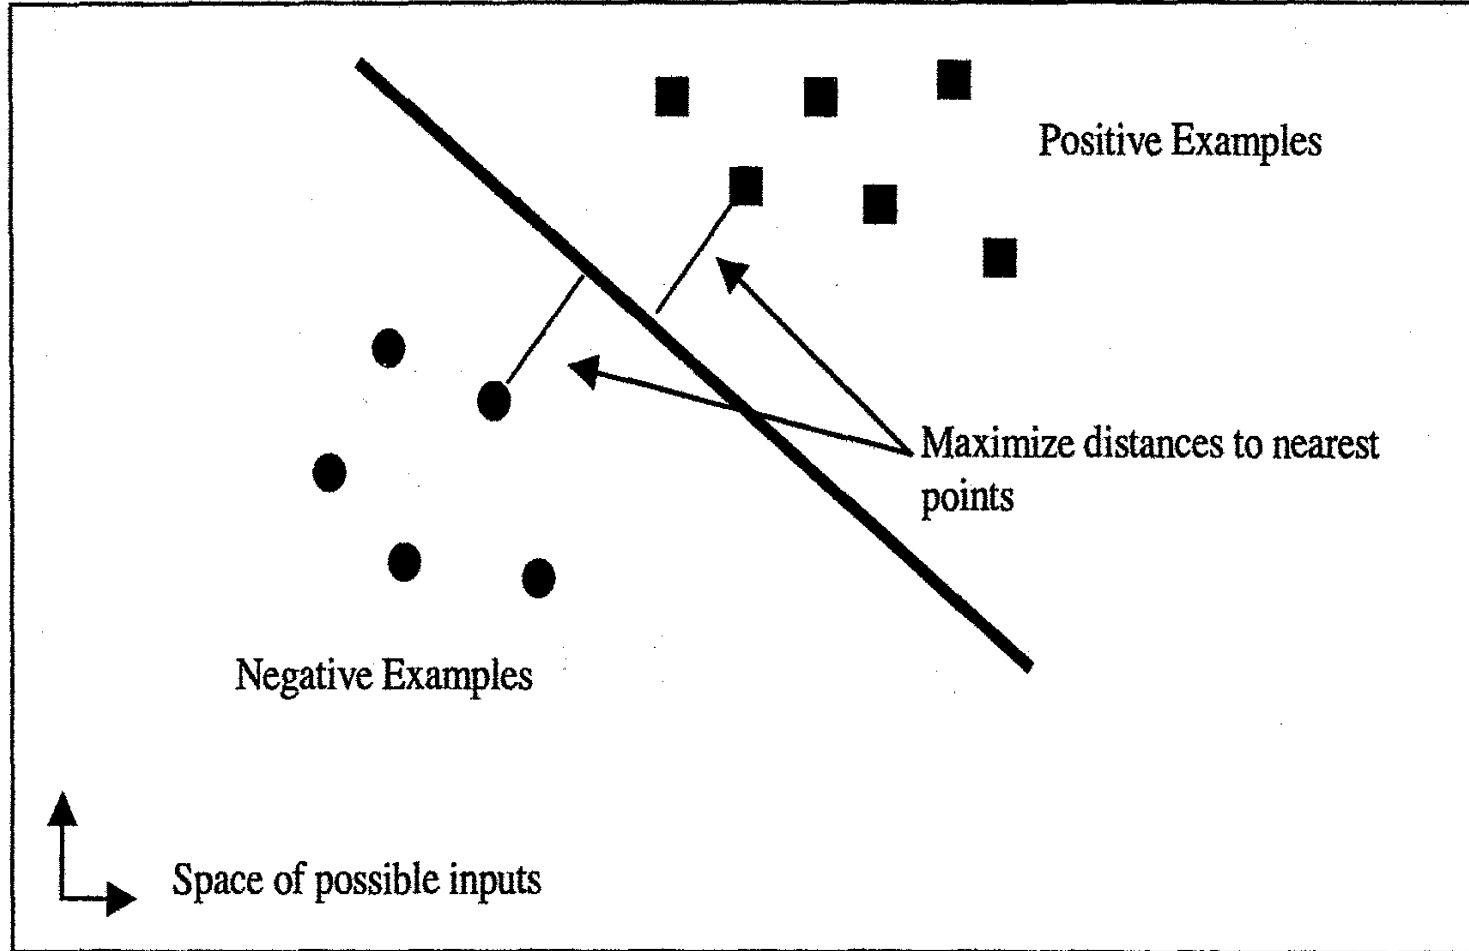 Positive Examples
Maximize distances to nearest
points
Negative Examples
Space of possible inputs